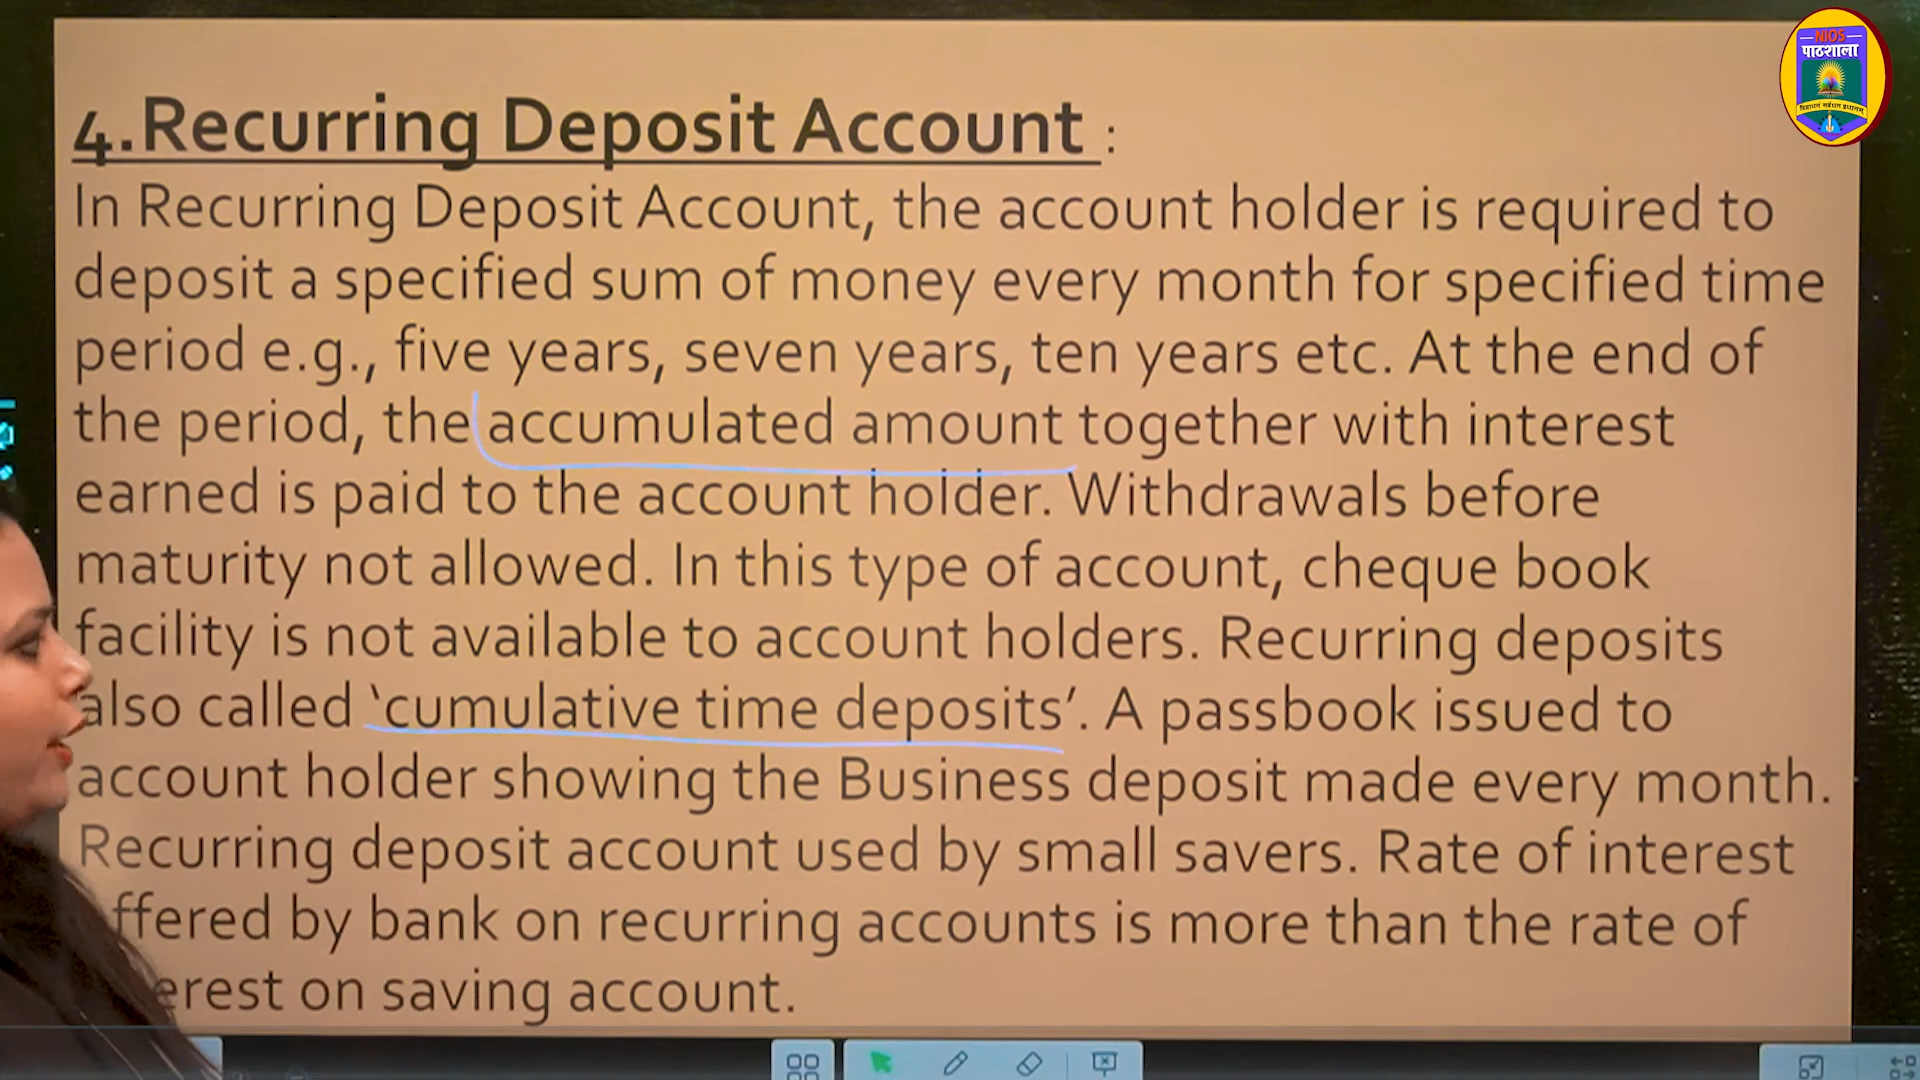 NIOS
पाठशाला
4.Recurring Deposit Account :
In Recurring Deposit Account, the account holder is required to
deposit a specified sum of money every month for specified time
period e.g., five years, seven years, ten years etc. At the end of
the period, the accumulated amount together with interest
earned is paid to the account holder. Withdrawals before
maturity not allowed. In this type of account, cheque book
facility is not available to account holders. Recurring deposits
also called ‘cumulative time deposits’. A passbook issued to
account holder showing the Business deposit made every month.
Recurring deposit account used by small savers. Rate of interest
ffered by bank on recurring accounts is more than the rate of
erest on saving account.